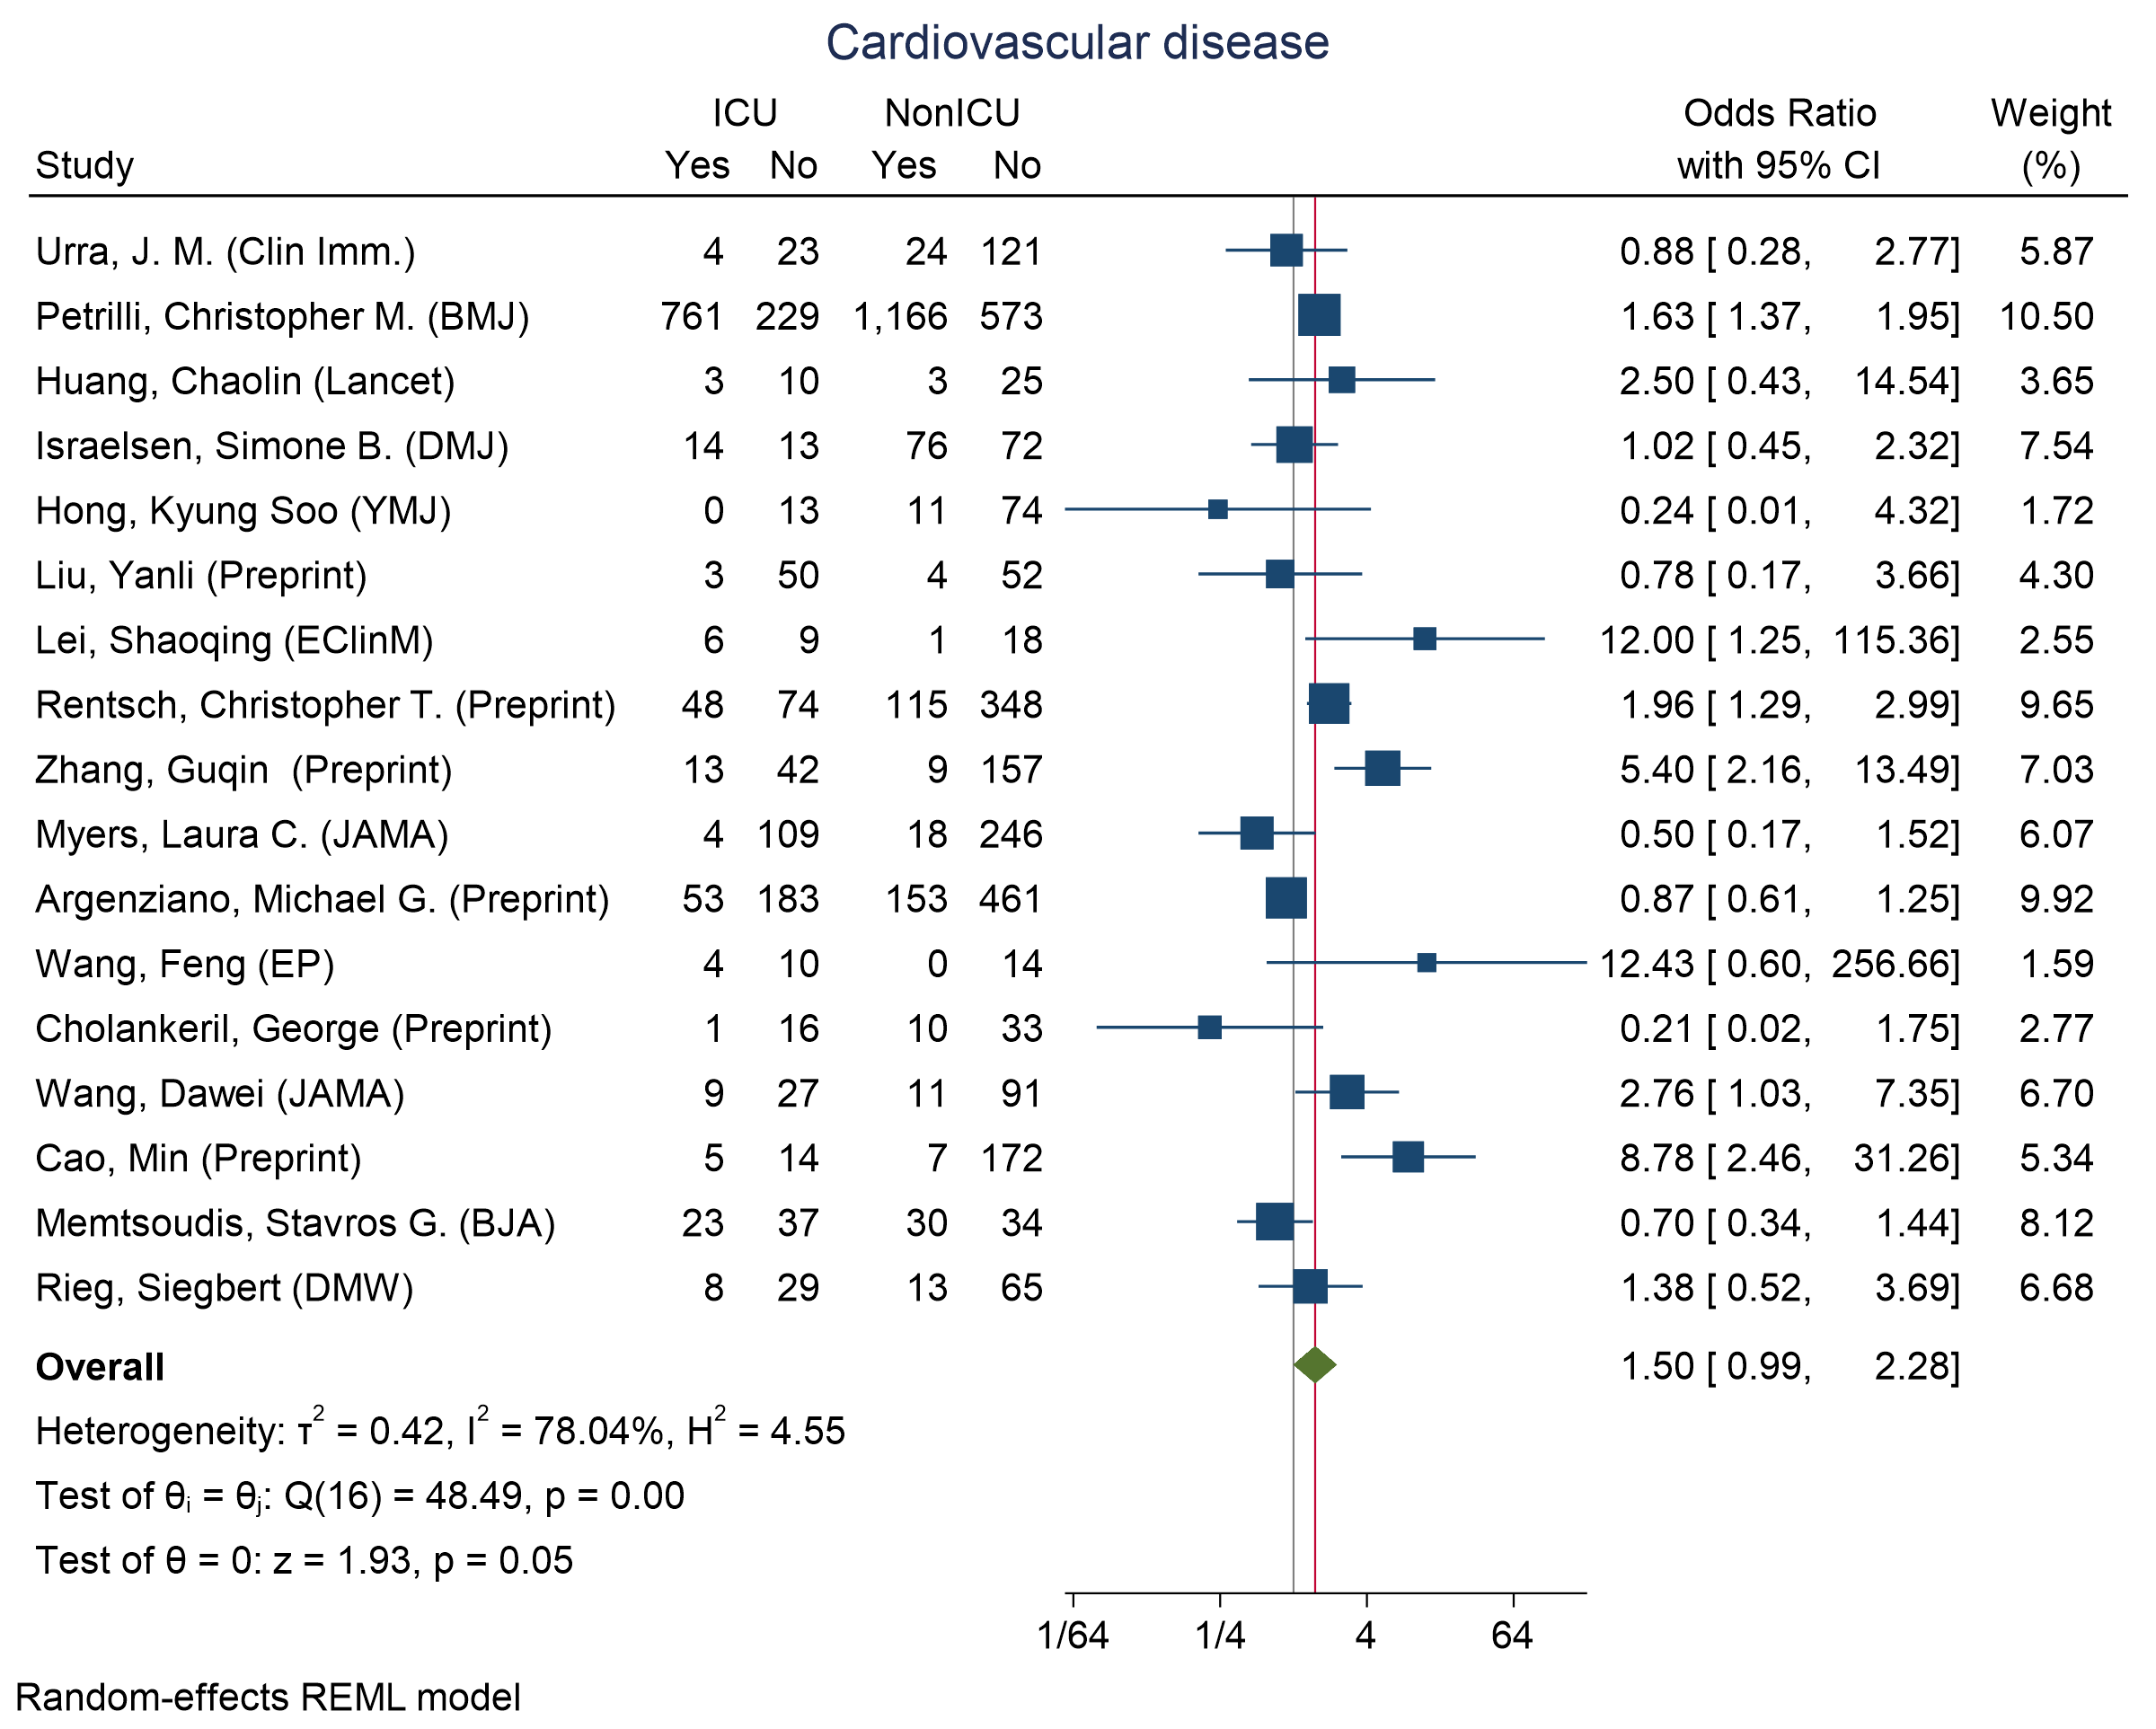 Cardiovascular disease
ICU NonICU Odds Ratio Weight
Study Yes No Yes No with 95% CI (%)
Urra, J. M. (Clin Imm.) 4 23 24 121 0.88 [ 0.28, 2.77] 5.87
Petrilli, Christopher M. (BMJ) 761 229 1,166 573 1.63 [ 1.37, 1.95] 10.50
Huang, Chaolin (Lancet) 3 10 3 25 2.50 [ 0.43, 14.54] 3.65
Israelsen, Simone B. (DMJ) 14 13 76 72 1.02 [ 0.45, 2.32] 7.54
Hong, Kyung Soo (YMJ) 0 13 11 74 0.24 [ 0.01, 4.32] 1.72
Liu, Yanli (Preprint) 3 50 4 52 0.78 [ 0.17, 3.66] 4.30
Lei, Shaoqing (EClinM) 6 9 1 18 12.00 [ 1.25, 115.36] 2.55
Rentsch, Christopher T. (Preprint) 48 74 115 348 1.96 [ 1.29, 2.99] 9.65
Zhang, Guqin (Preprint) 13 42 9 157 5.40 [ 2.16, 13.49] 7.03
Myers, Laura C. (JAMA) 4 109 18 246 0.50 [ 0.17, 1.52] 6.07
Argenziano, Michael G. (Preprint) 53 183 153 461 0.87 [ 0.61, 1.25] 9.92
Wang, Feng (EP) 4 10 0 14 12.43 [ 0.60, 256.66] 1.59
Cholankeril, George (Preprint) 1 16 10 33 0.21 [ 0.02, 1.75] 2.77
Wang, Dawei (JAMA) 9 27 11 91 2.76 [ 1.03, 7.35] 6.70
Cao, Min (Preprint) 5 14 7 172 8.78 [ 2.46, 31.26] 5.34
Memtsoudis, Stavros G. (BJA) 23 37 30 34 0.70 [ 0.34, 1.44] 8.12
Rieg, Siegbert (DMW) 8 29 13 65 1.38 [ 0.52, 3.69] 6.68
Overall 1.50 [ 0.99, 2.28]
Heterogeneity: τ² = 0.42, I² = 78.04%, H² = 4.55
Test of θᵢ = θⱼ: Q(16) = 48.49, p = 0.00
Test of θ = 0: z = 1.93, p = 0.05
1/64 1/4 4 64
Random-effects REML model